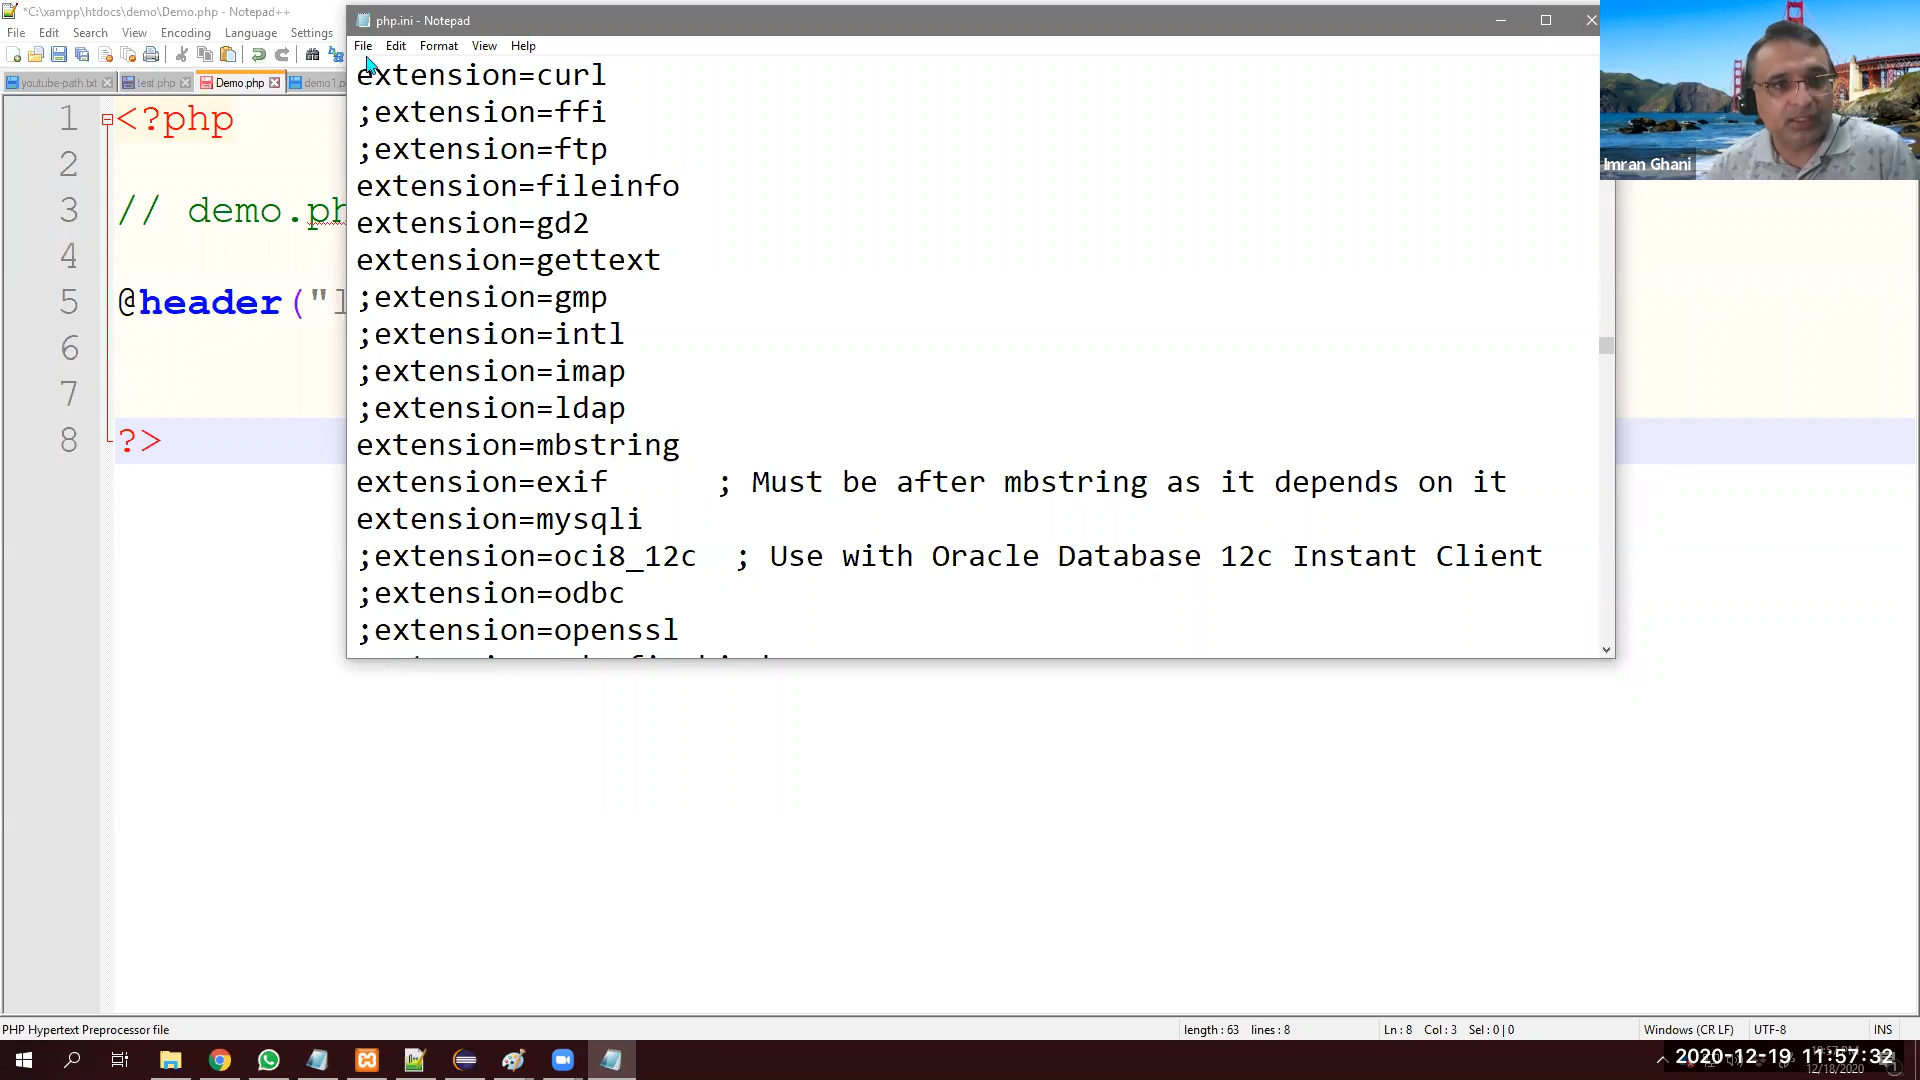 *C:\xampp\htdocs\demo\Demo.php - Notepad++
File Edit Search View Encoding Language Settings
youtube-path.txt test.php Demo.php demo1.p
1 <?php
2
3 // demo.ph
4
5 @header("l
6
7
8 ?>
php.ini - Notepad
File Edit Format View Help
extension=curl
;extension=ffi
;extension=ftp
extension=fileinfo
extension=gd2
extension=gettext
;extension=gmp
;extension=intl
;extension=imap
;extension=ldap
extension=mbstring
extension=exif ; Must be after mbstring as it depends on it
extension=mysqli
;extension=oci8_12c ; Use with Oracle Database 12c Instant Client
;extension=odbc
;extension=openssl
Imran Ghani
PHP Hypertext Preprocessor file length : 63 lines : 8 Ln : 8 Col : 3 Sel : 0 | 0 Windows (CR LF) UTF-8 INS
2020-12-19 11:57:32
12/18/2020